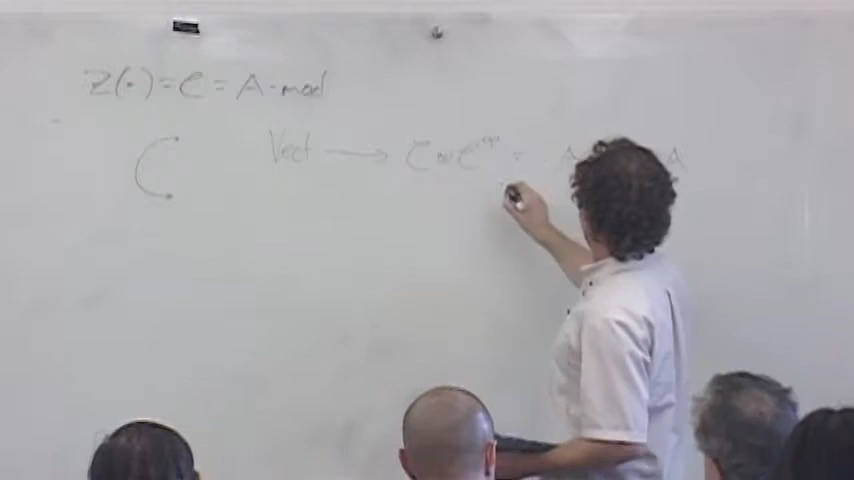 Z(·) = C = A-mod
Vect → C ⊗ C^op = A A